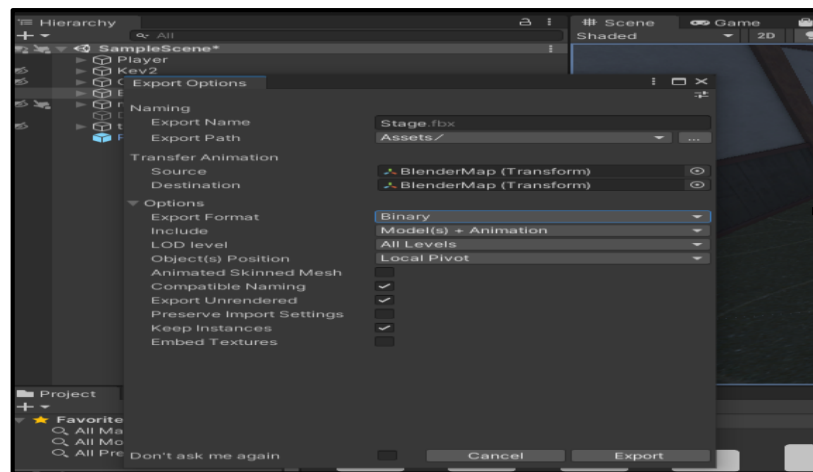 Hierarchy
All
SampleScene*
Player
Key2
Export Options
Naming
Export Name Stage.fbx
Export Path Assets/ ...
Transfer Animation
Source BlenderMap (Transform)
Destination BlenderMap (Transform)
Options
Export Format Binary
Include Model(s) + Animation
LOD level All Levels
Object(s) Position Local Pivot
Animated Skinned Mesh
Compatible Naming
Export Unrendered
Preserve Import Settings
Keep Instances
Embed Textures
Don't ask me again Cancel Export
Scene Game
Shaded 2D
Project
Favorite
All Ma
All Mo
All Pre